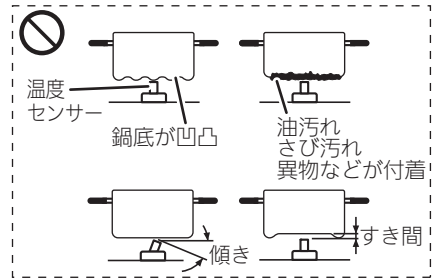 温度
センサー
鍋底が凹凸
油汚れ
さび汚れ
異物などが付着
傾き
すき間